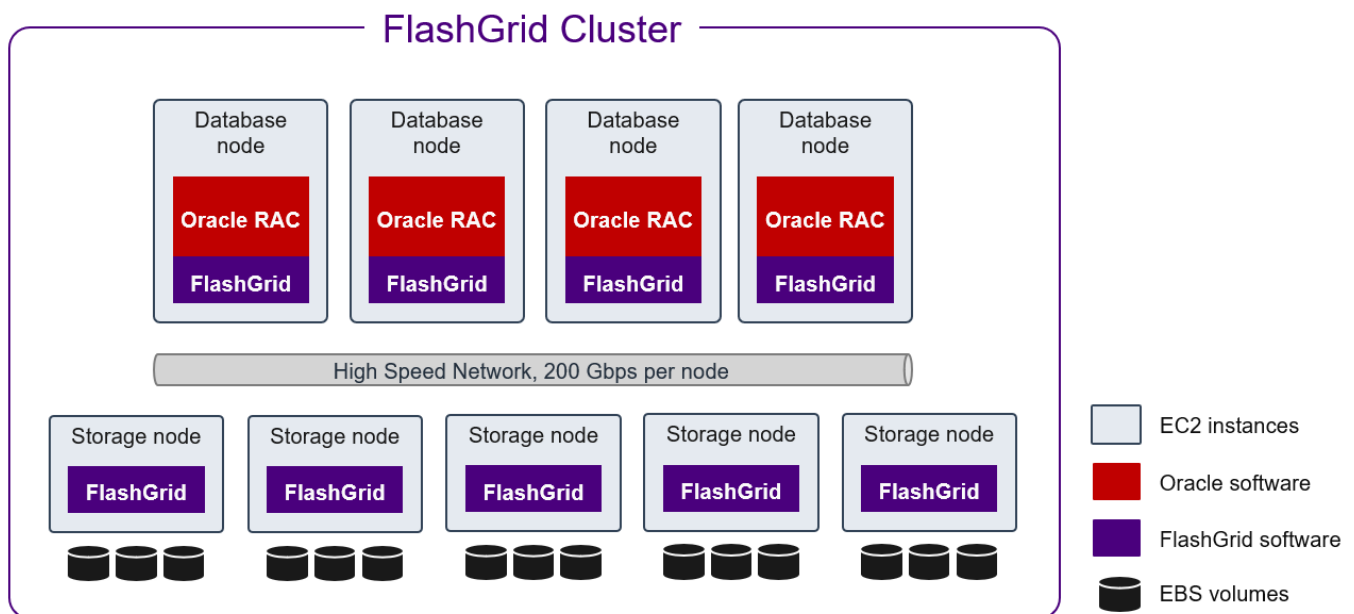 FlashGrid Cluster
Database
node
Database
node
Database
node
Database
node
Oracle RAC
Oracle RAC
Oracle RAC
Oracle RAC
FlashGrid
FlashGrid
FlashGrid
FlashGrid
High Speed Network, 200 Gbps per node
Storage node
Storage node
Storage node
Storage node
Storage node
FlashGrid
FlashGrid
FlashGrid
FlashGrid
FlashGrid
EC2 instances
Oracle software
FlashGrid software
EBS volumes